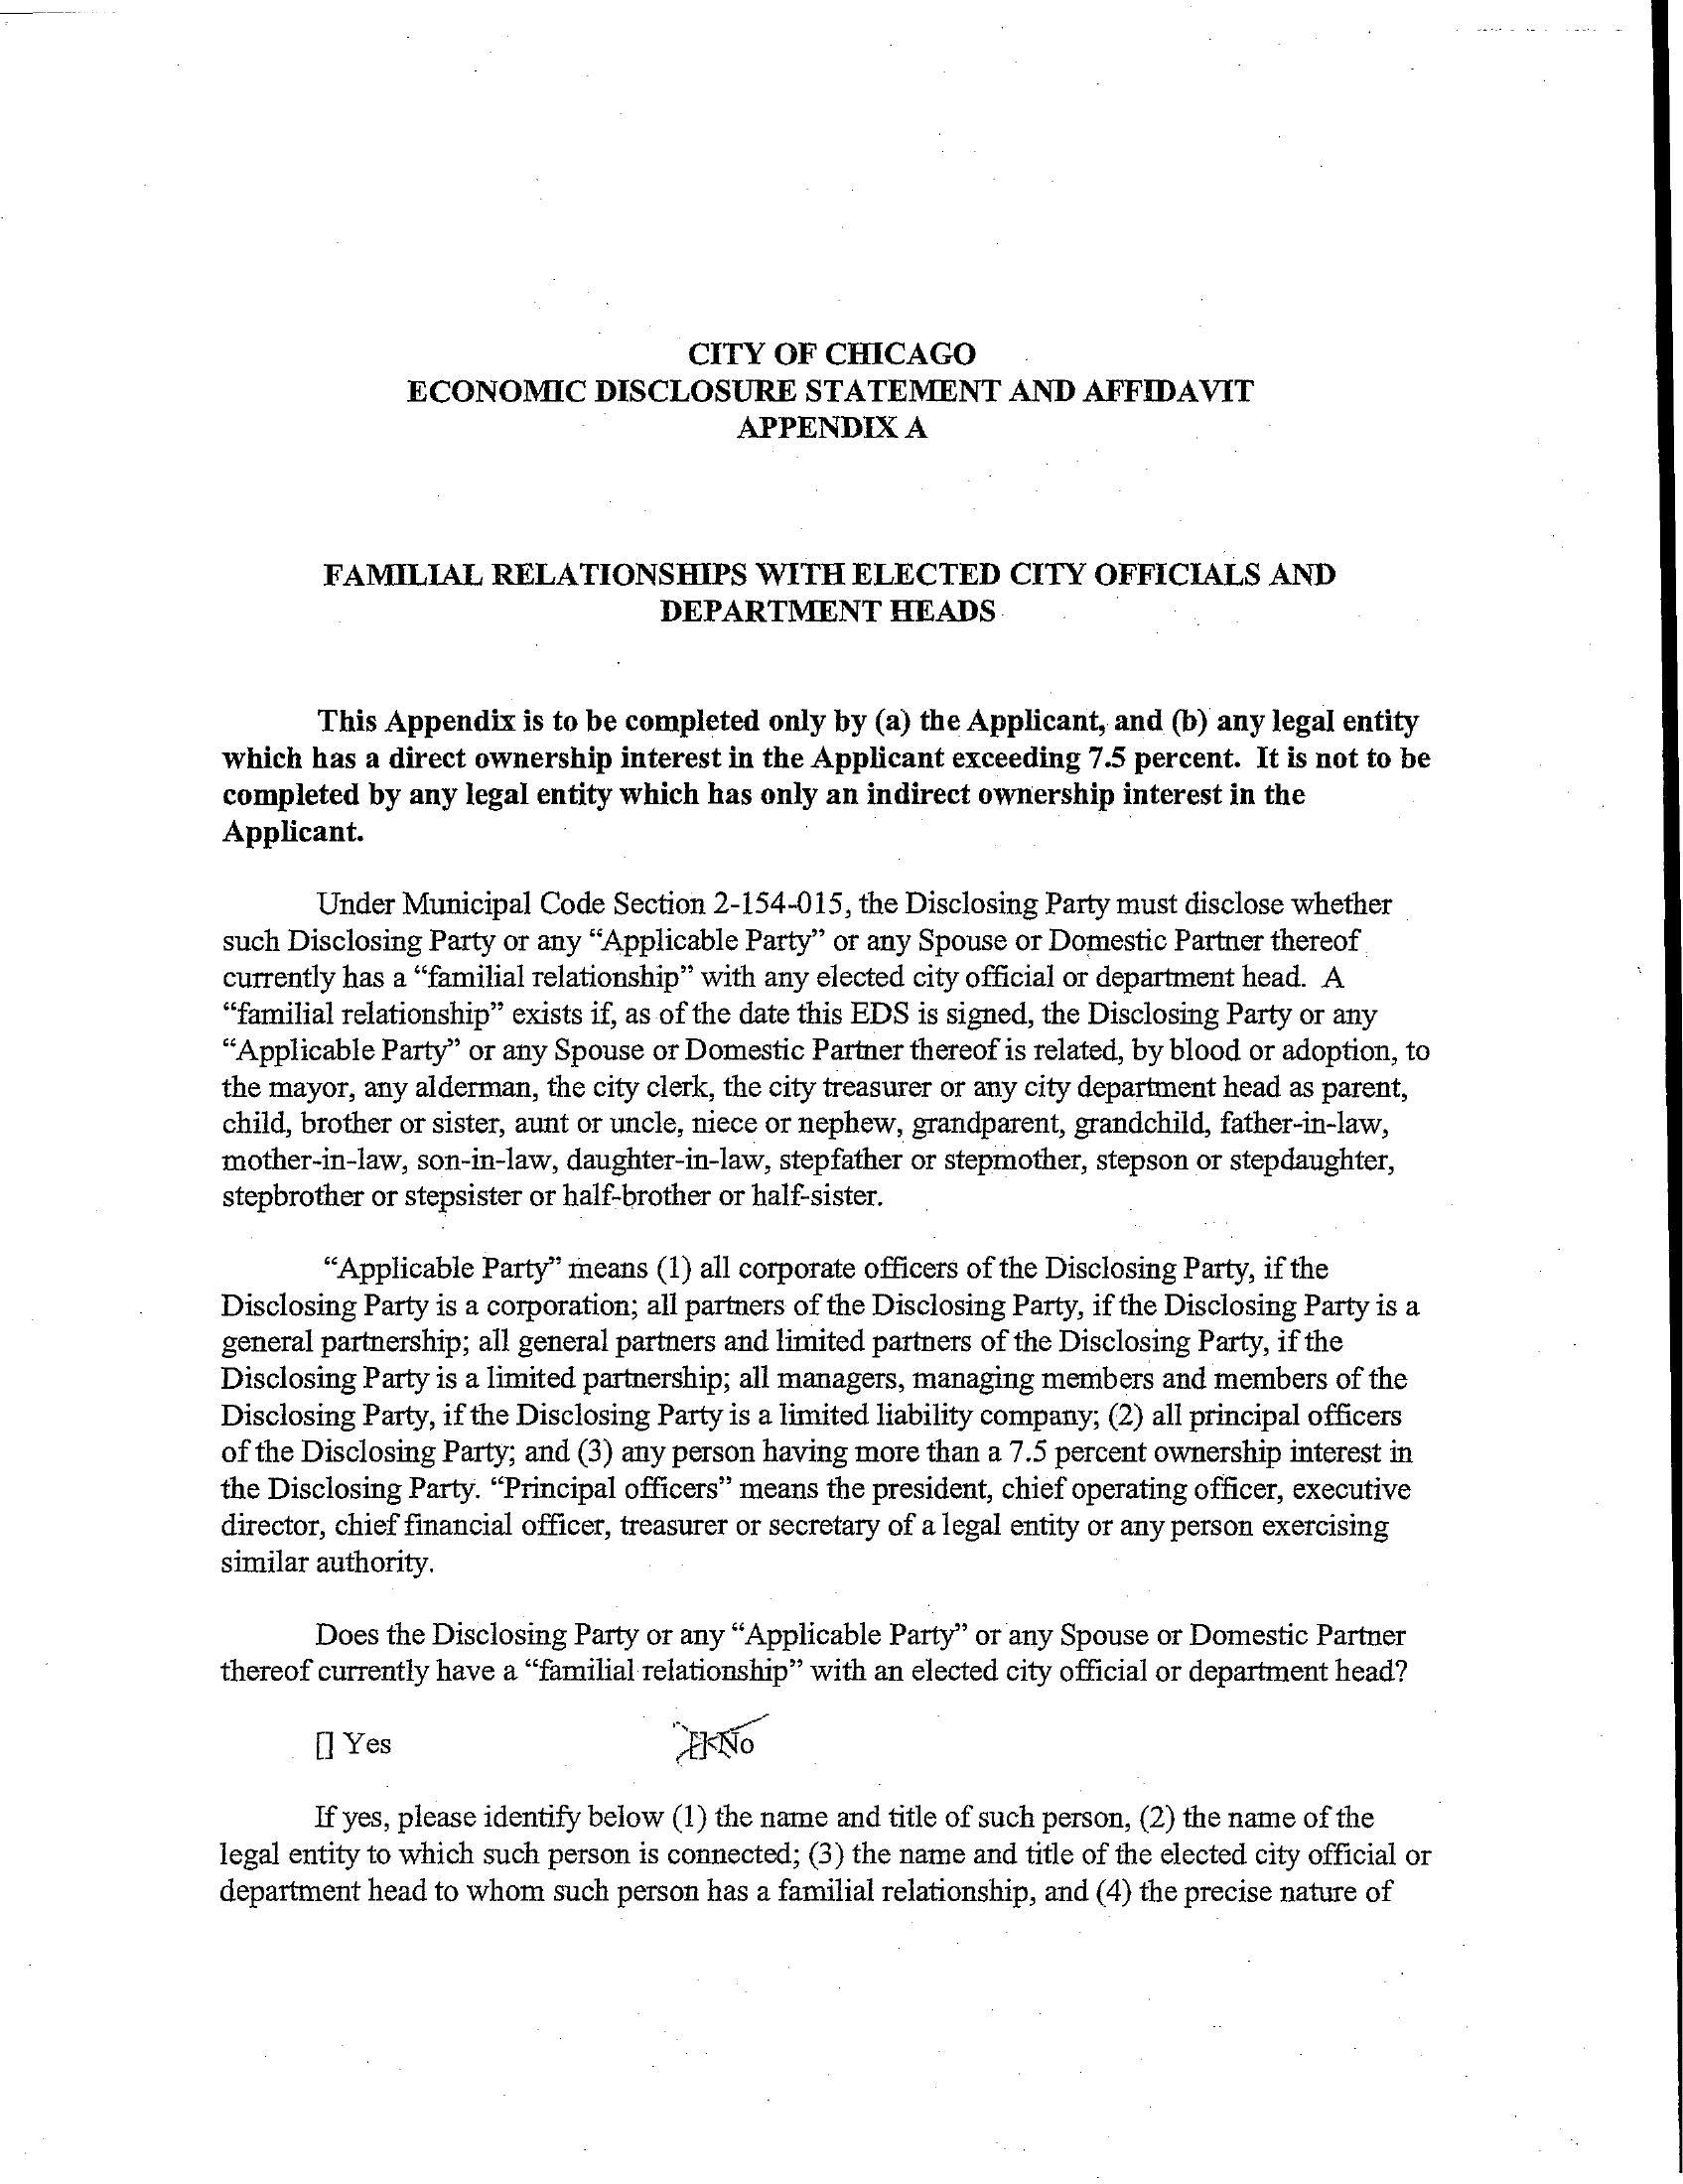 CITY OF CHICAGO
ECONOMIC DISCLOSURE STATEMENT AND AFFIDAVIT
APPENDIX A
FAMILIAL RELATIONSHIPS WITH ELECTED CITY OFFICIALS AND
DEPARTMENT HEADS
This Appendix is to be completed only by (a) the Applicant, and (b) any legal entity
which has a direct ownership interest in the Applicant exceeding 7.5 percent. It is not to be
completed by any legal entity which has only an indirect ownership interest in the
Applicant.
Under Municipal Code Section 2-154-015, the Disclosing Party must disclose whether
such Disclosing Party or any “Applicable Party” or any Spouse or Domestic Partner thereof
currently has a “familial relationship” with any elected city official or department head. A
“familial relationship” exists if, as of the date this EDS is signed, the Disclosing Party or any
“Applicable Party” or any Spouse or Domestic Partner thereof is related, by blood or adoption, to
the mayor, any alderman, the city clerk, the city treasurer or any city department head as parent,
child, brother or sister, aunt or uncle, niece or nephew, grandparent, grandchild, father-in-law,
mother-in-law, son-in-law, daughter-in-law, stepfather or stepmother, stepson or stepdaughter,
stepbrother or stepsister or half-brother or half-sister.
“Applicable Party” means (1) all corporate officers of the Disclosing Party, if the
Disclosing Party is a corporation; all partners of the Disclosing Party, if the Disclosing Party is a
general partnership; all general partners and limited partners of the Disclosing Party, if the
Disclosing Party is a limited partnership; all managers, managing members and members of the
Disclosing Party, if the Disclosing Party is a limited liability company; (2) all principal officers
of the Disclosing Party; and (3) any person having more than a 7.5 percent ownership interest in
the Disclosing Party. “Principal officers” means the president, chief operating officer, executive
director, chief financial officer, treasurer or secretary of a legal entity or any person exercising
similar authority.
Does the Disclosing Party or any “Applicable Party” or any Spouse or Domestic Partner
thereof currently have a “familial relationship” with an elected city official or department head?
[] Yes [X] No
If yes, please identify below (1) the name and title of such person, (2) the name of the
legal entity to which such person is connected; (3) the name and title of the elected city official or
department head to whom such person has a familial relationship, and (4) the precise nature of